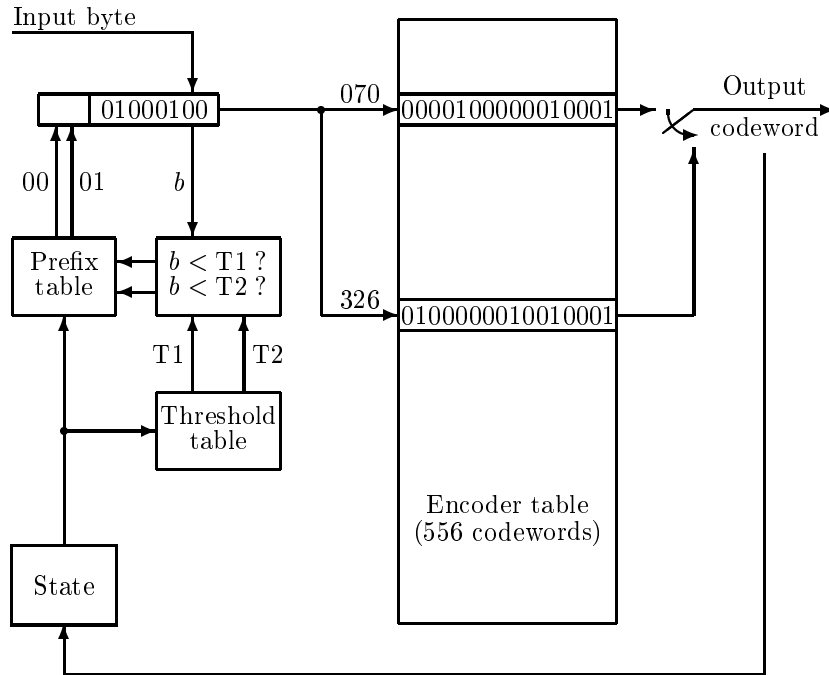 Input byte
01000100
070
0000100000010001
Output
codeword
00
01
b
Prefix
table
b < T1 ?
b < T2 ?
326
0100000010010001
T1
T2
Threshold
table
Encoder table
(556 codewords)
State